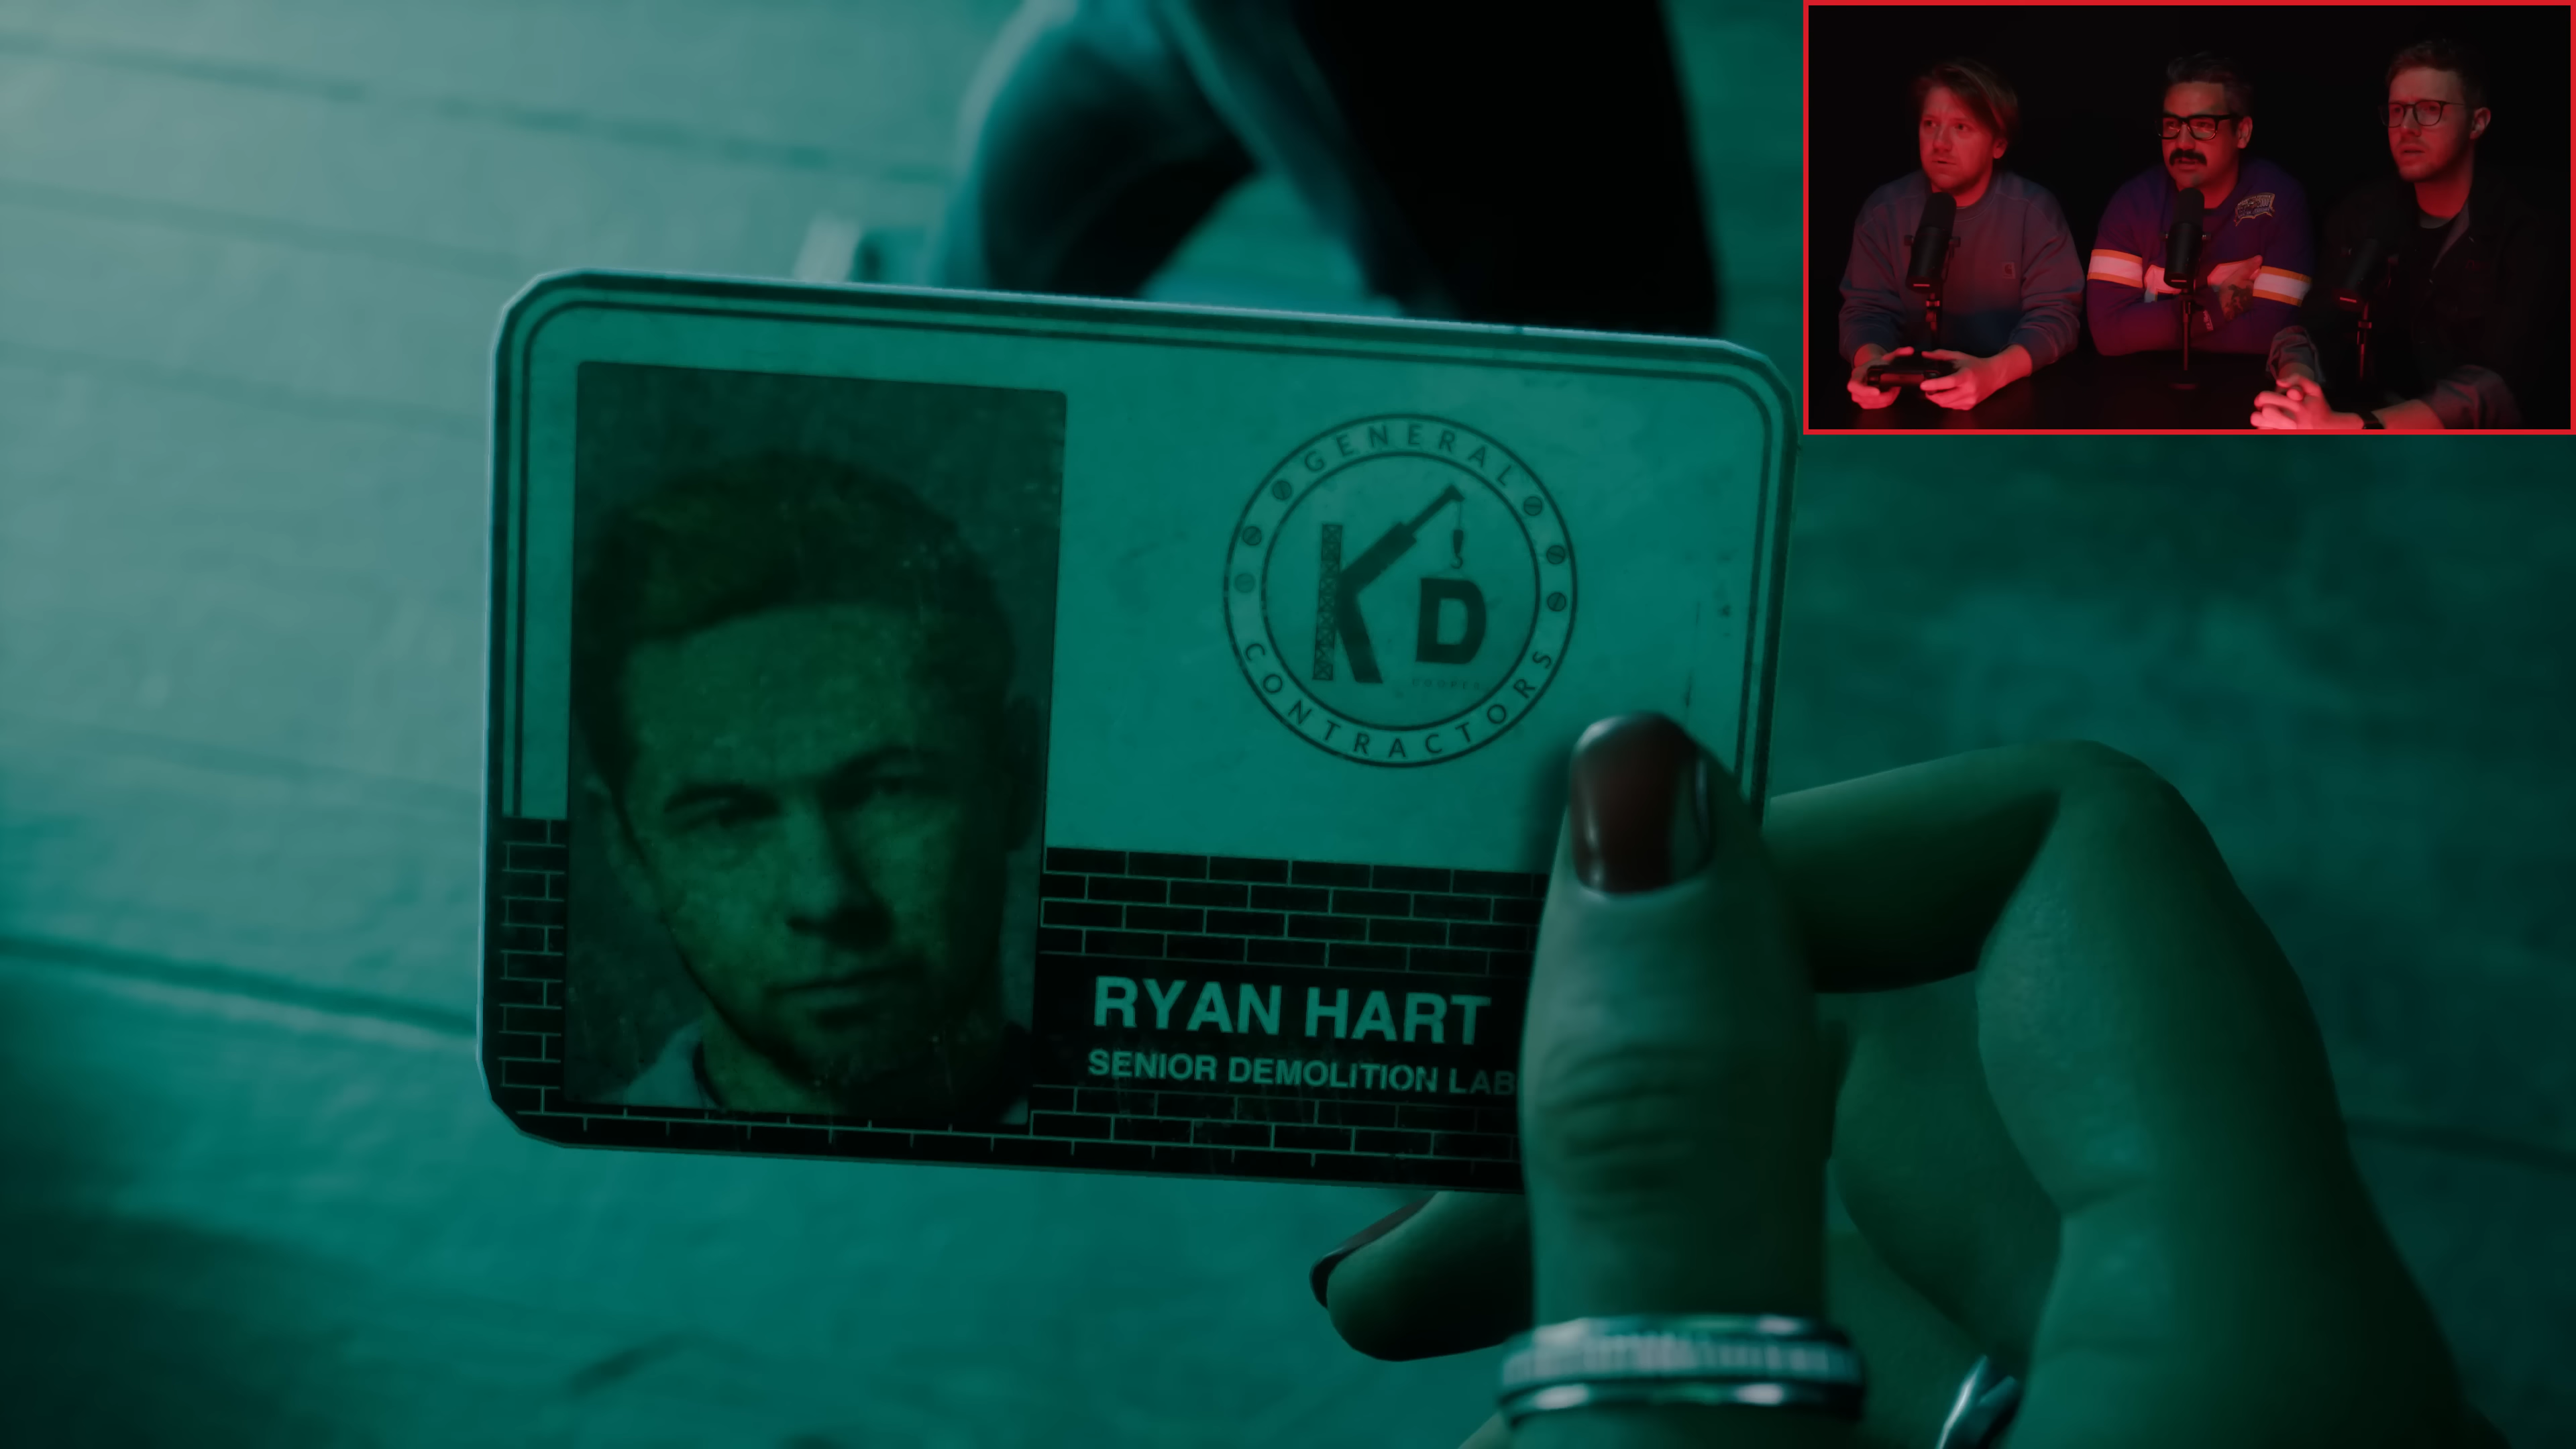 GENERAL
KD
CONTRACTORS
RYAN HART
SENIOR DEMOLITION LAB